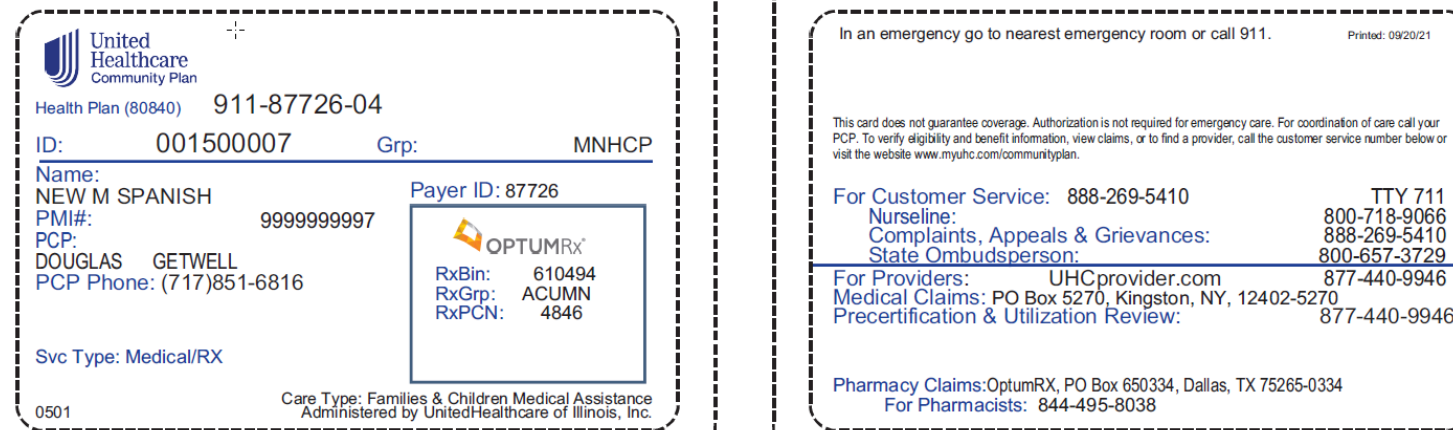 United
Healthcare
Community Plan
Health Plan (80840) 911-87726-04
ID: 001500007 Grp: MNHCP
Name:
NEW M SPANISH
PMI#: 9999999997
PCP:
DOUGLAS GETWELL
PCP Phone: (717)851-6816
Payer ID: 87726
OPTUMRx®
RxBin: 610494
RxGrp: ACUMN
RxPCN: 4846
Svc Type: Medical/RX
Care Type: Families & Children Medical Assistance
0501 Administered by UnitedHealthcare of Illinois, Inc.
In an emergency go to nearest emergency room or call 911. Printed: 09/20/21
This card does not guarantee coverage. Authorization is not required for emergency care. For coordination of care call your
PCP. To verify eligibility and benefit information, view claims, or to find a provider, call the customer service number below or
visit the website www.myuhc.com/communityplan.
For Customer Service: 888-269-5410 TTY 711
Nurseline: 800-718-9066
Complaints, Appeals & Grievances: 888-269-5410
State Ombudsperson: 800-657-3729
For Providers: UHCprovider.com 877-440-9946
Medical Claims: PO Box 5270, Kingston, NY, 12402-5270
Precertification & Utilization Review: 877-440-9946
Pharmacy Claims:OptumRX, PO Box 650334, Dallas, TX 75265-0334
For Pharmacists: 844-495-8038